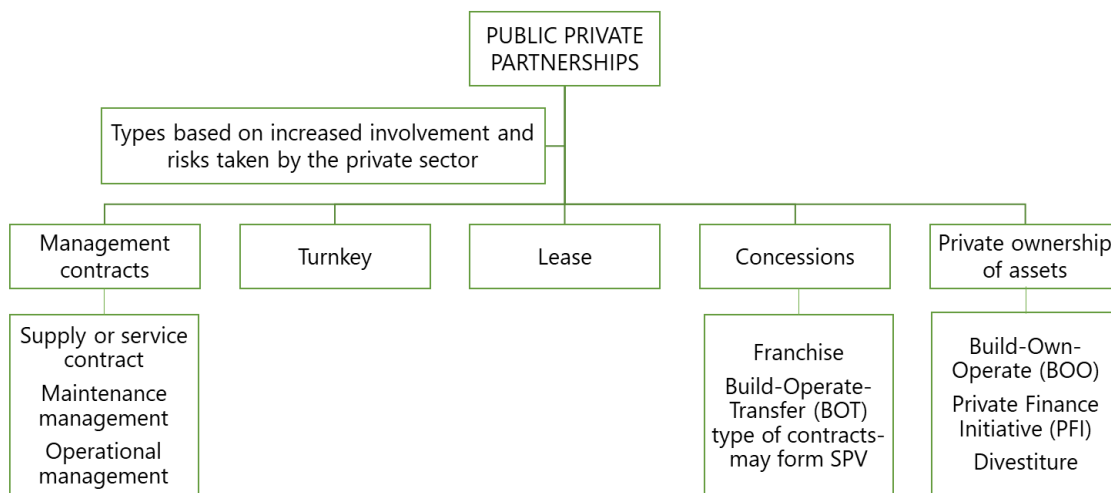 PUBLIC PRIVATE
PARTNERSHIPS
Types based on increased involvement and
risks taken by the private sector
Management
contracts
Turnkey
Lease
Concessions
Private ownership
of assets
Supply or service
contract
Maintenance
management
Operational
management
Franchise
Build-Operate-
Transfer (BOT)
type of contracts-
may form SPV
Build-Own-
Operate (BOO)
Private Finance
Initiative (PFI)
Divestiture